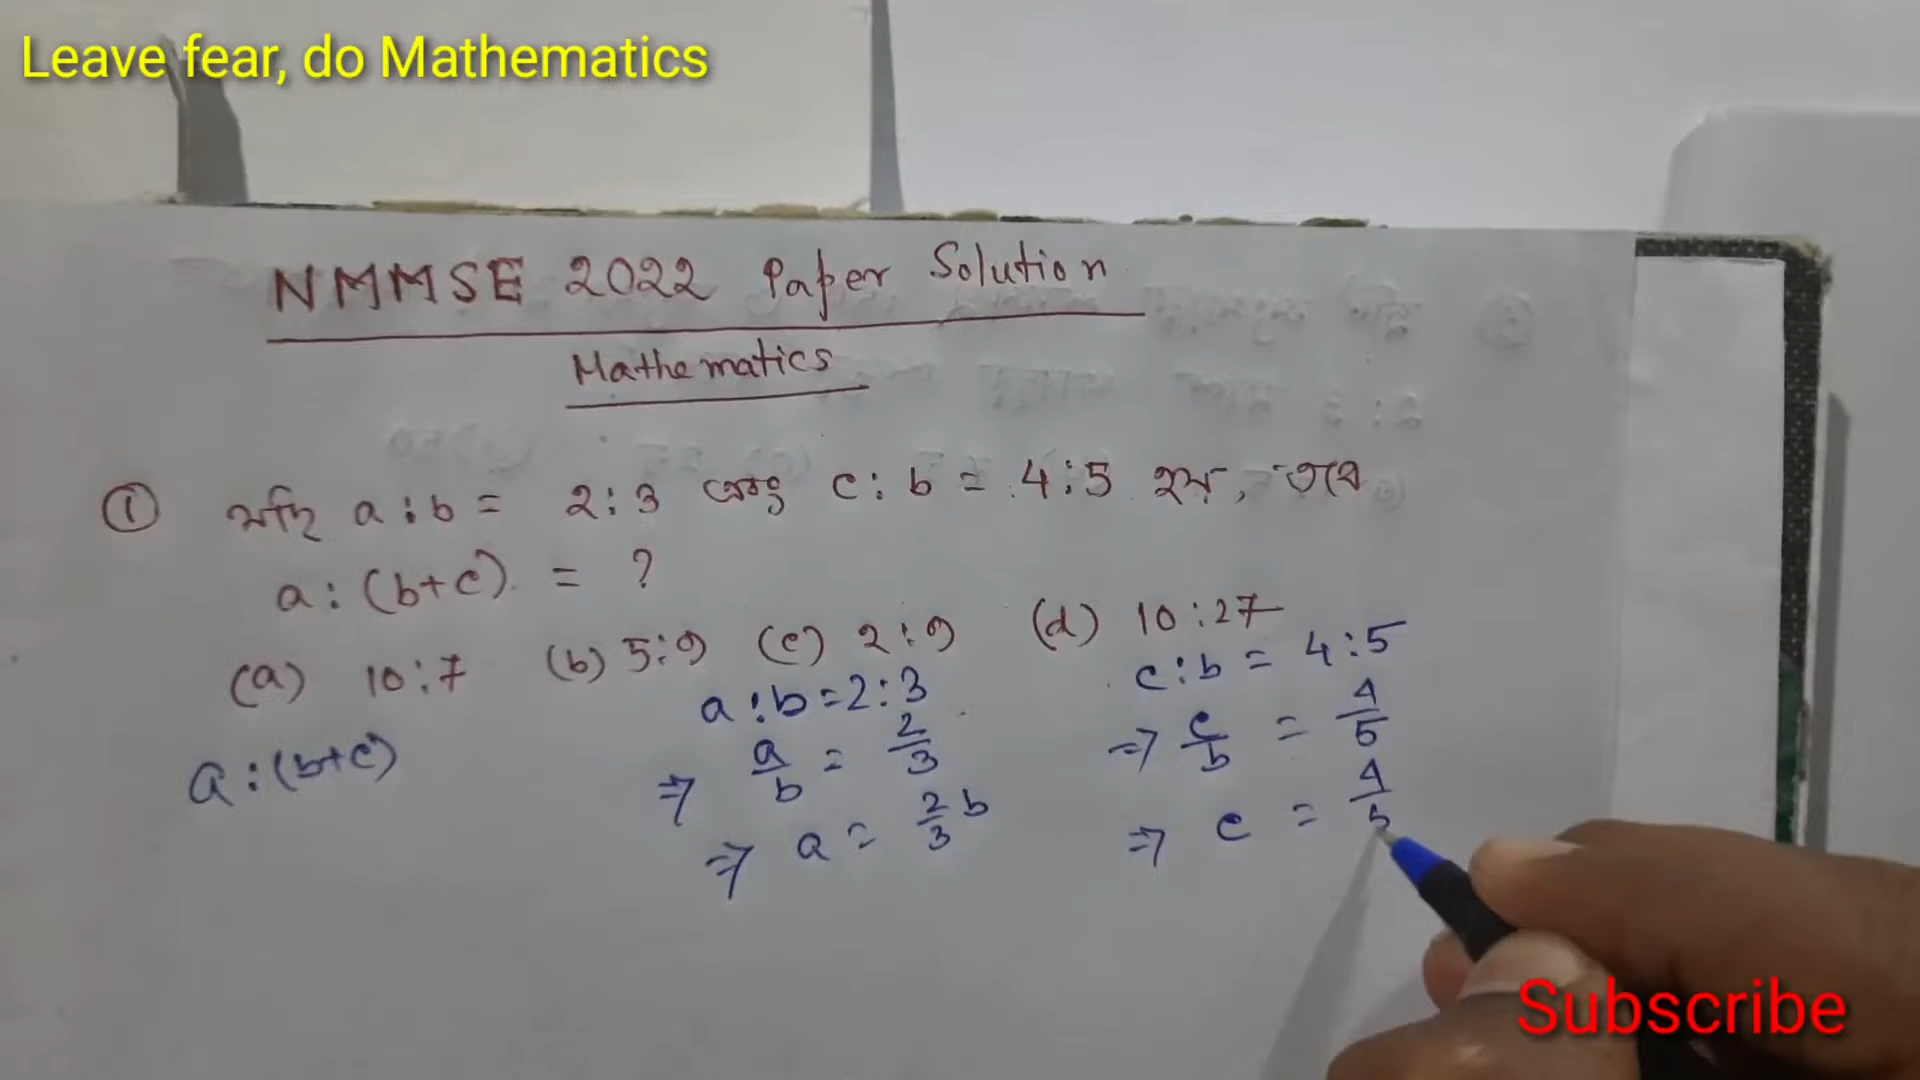 Leave fear, do Mathematics
NMMSE 2022 Paper Solution
Mathematics
① যদি a : b = 2 : 3 এবং c : b = 4 : 5 হয়, তবে
a : (b+c) = ?
(a) 10 : 7 (b) 5 : 9 (c) 2 : 9 (d) 10 : 27
a : (b+c)
a : b = 2 : 3
⇒ a/b = 2/3
⇒ a = 2/3 b
c : b = 4 : 5
⇒ c/b = 4/5
⇒ c = 4/5
Subscribe